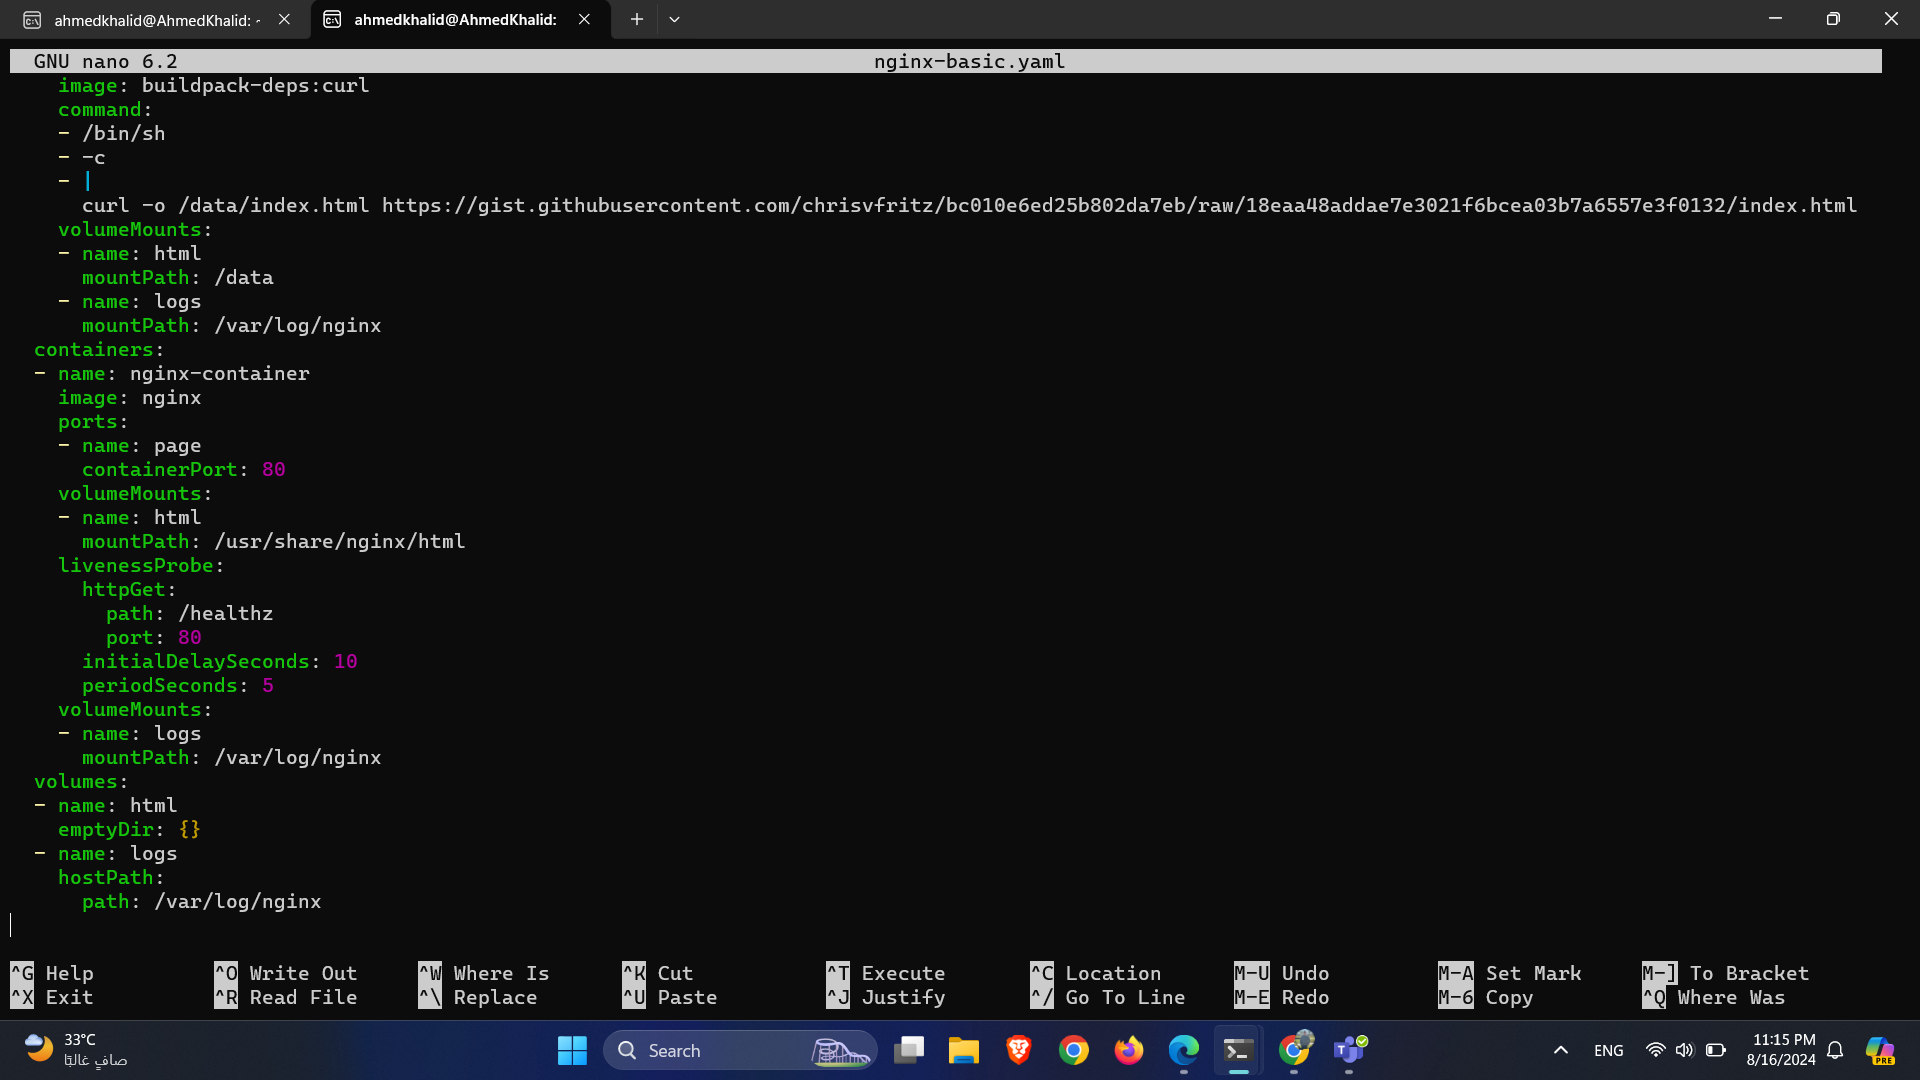 ahmedkhalid@AhmedKhalid: ~
ahmedkhalid@AhmedKhalid:
GNU nano 6.2 nginx-basic.yaml
image: buildpack-deps:curl
command:
- /bin/sh
- -c
- |
curl -o /data/index.html https://gist.githubusercontent.com/chrisvfritz/bc010e6ed25b802da7eb/raw/18eaa48addae7e3021f6bcea03b7a6557e3f0132/index.html
volumeMounts:
- name: html
mountPath: /data
- name: logs
mountPath: /var/log/nginx
containers:
- name: nginx-container
image: nginx
ports:
- name: page
containerPort: 80
volumeMounts:
- name: html
mountPath: /usr/share/nginx/html
livenessProbe:
httpGet:
path: /healthz
port: 80
initialDelaySeconds: 10
periodSeconds: 5
volumeMounts:
- name: logs
mountPath: /var/log/nginx
volumes:
- name: html
emptyDir: {}
- name: logs
hostPath:
path: /var/log/nginx
^G Help ^O Write Out ^W Where Is ^K Cut ^T Execute ^C Location M-U Undo M-A Set Mark M-] To Bracket
^X Exit ^R Read File ^\ Replace ^U Paste ^J Justify ^/ Go To Line M-E Redo M-6 Copy ^Q Where Was
33°C
صافٍ غالبًا
Search
ENG
11:15 PM
8/16/2024
PRE